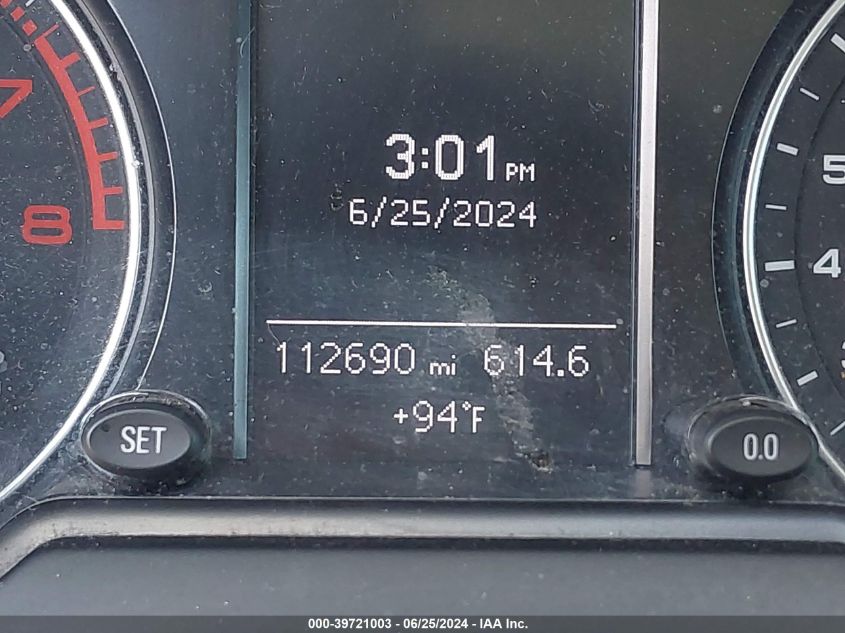 7
8
3:01 PM
6/25/2024
5
4
112690 mi 614.6
+94°F
SET
0.0
000-39721003 - 06/25/2024 - IAA Inc.